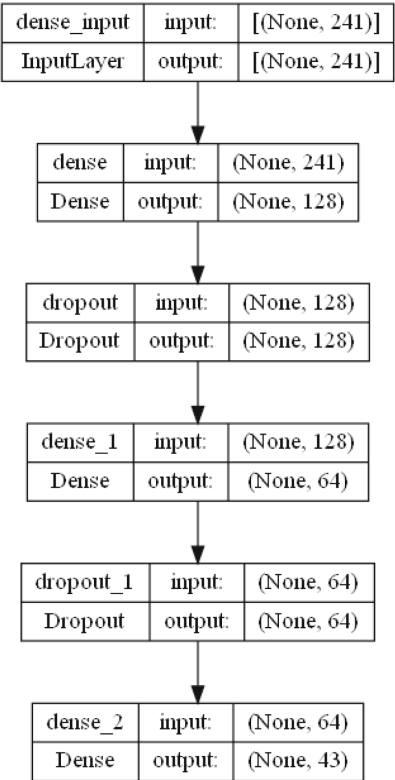 dense_input input: [(None, 241)]
InputLayer output: [(None, 241)]
dense input: (None, 241)
Dense output: (None, 128)
dropout input: (None, 128)
Dropout output: (None, 128)
dense_1 input: (None, 128)
Dense output: (None, 64)
dropout_1 input: (None, 64)
Dropout output: (None, 64)
dense_2 input: (None, 64)
Dense output: (None, 43)